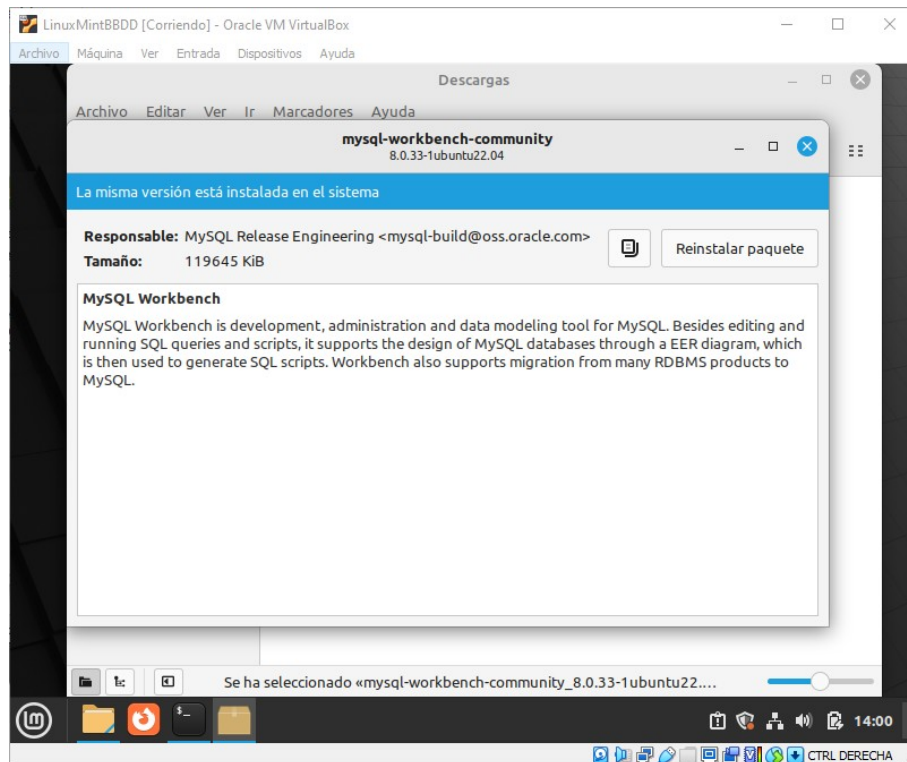 LinuxMintBBDD [Corriendo] - Oracle VM VirtualBox
Archivo Máquina Ver Entrada Dispositivos Ayuda
Descargas
Archivo Editar Ver Ir Marcadores Ayuda
mysql-workbench-community
8.0.33-1ubuntu22.04
La misma versión está instalada en el sistema
Responsable: MySQL Release Engineering <mysql-build@oss.oracle.com>
Reinstalar paquete
Tamaño: 119645 KiB
MySQL Workbench
MySQL Workbench is development, administration and data modeling tool for MySQL. Besides editing and
running SQL queries and scripts, it supports the design of MySQL databases through a EER diagram, which
is then used to generate SQL scripts. Workbench also supports migration from many RDBMS products to
MySQL.
Se ha seleccionado «mysql-workbench-community_8.0.33-1ubuntu22....
14:00
CTRL DERECHA